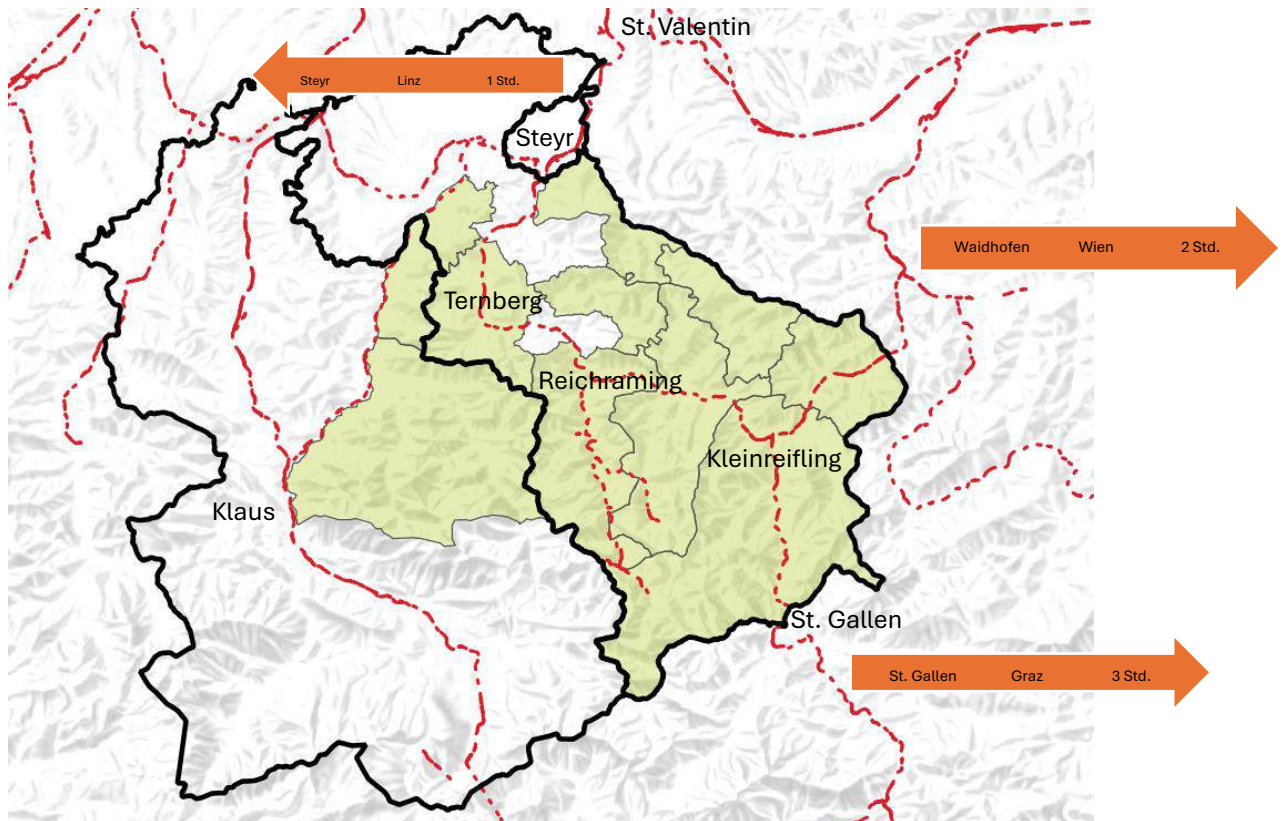 St. Valentin
Steyr Linz 1 Std.
Steyr
Waidhofen Wien 2 Std.
Ternberg
Reichraming
Kleinreifling
Klaus
St. Gallen
St. Gallen Graz 3 Std.